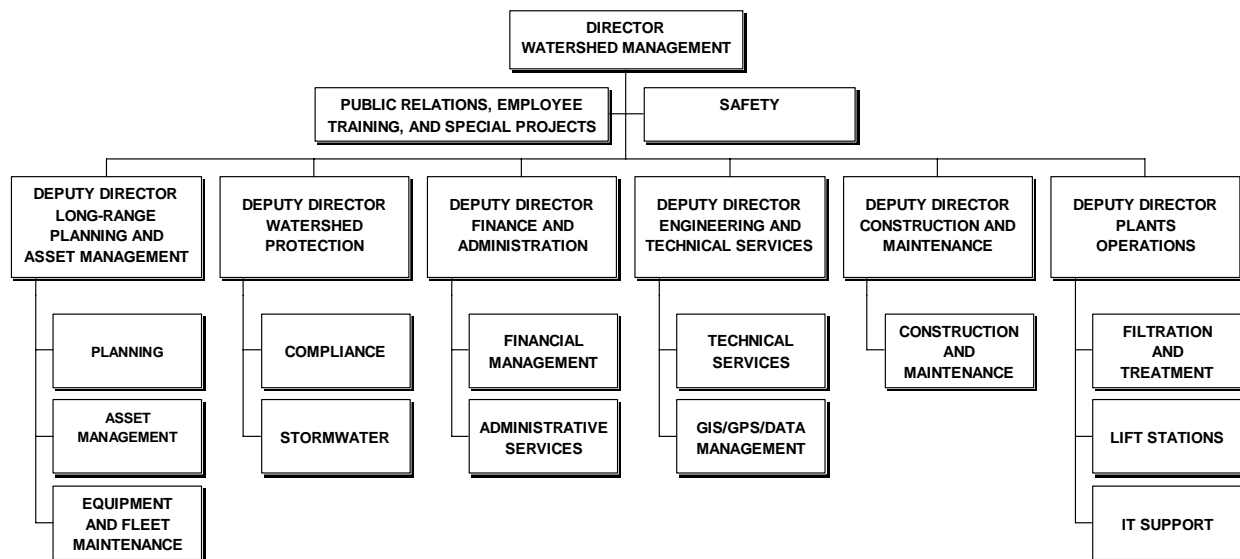 DIRECTOR
WATERSHED MANAGEMENT
PUBLIC RELATIONS, EMPLOYEE
TRAINING, AND SPECIAL PROJECTS
SAFETY
DEPUTY DIRECTOR
LONG-RANGE
PLANNING AND
ASSET MANAGEMENT
DEPUTY DIRECTOR
WATERSHED
PROTECTION
DEPUTY DIRECTOR
FINANCE AND
ADMINISTRATION
DEPUTY DIRECTOR
ENGINEERING AND
TECHNICAL SERVICES
DEPUTY DIRECTOR
CONSTRUCTION AND
MAINTENANCE
DEPUTY DIRECTOR
PLANTS
OPERATIONS
PLANNING
COMPLIANCE
FINANCIAL
MANAGEMENT
TECHNICAL
SERVICES
CONSTRUCTION
AND
MAINTENANCE
FILTRATION
AND
TREATMENT
ASSET
MANAGEMENT
STORMWATER
ADMINISTRATIVE
SERVICES
GIS/GPS/DATA
MANAGEMENT
LIFT STATIONS
EQUIPMENT
AND FLEET
MAINTENANCE
IT SUPPORT